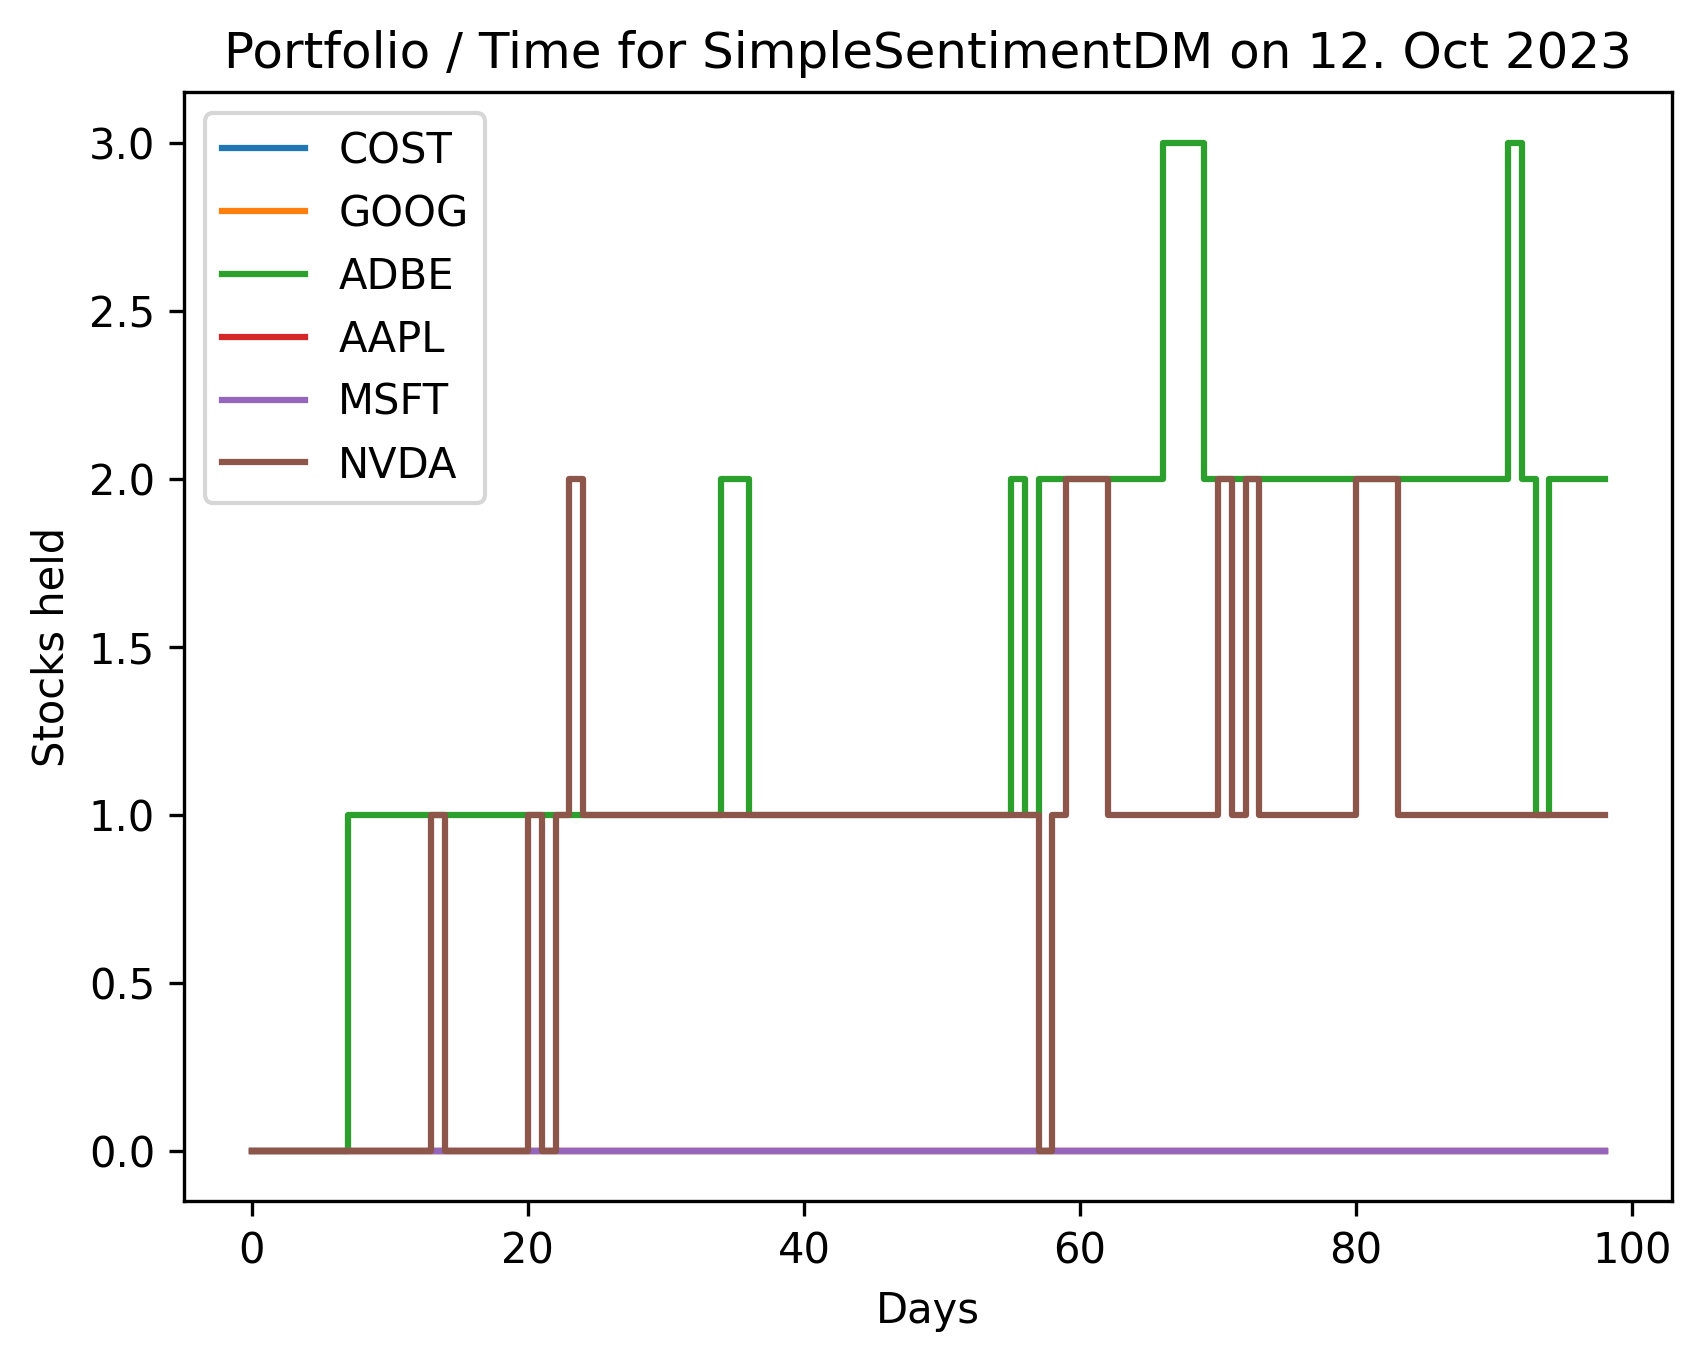 Portfolio / Time for SimpleSentimentDM on 12. Oct 2023
COST
GOOG
ADBE
AAPL
MSFT
NVDA
Stocks held
3.0
2.5
2.0
1.5
1.0
0.5
0.0
0 20 40 60 80 100
Days